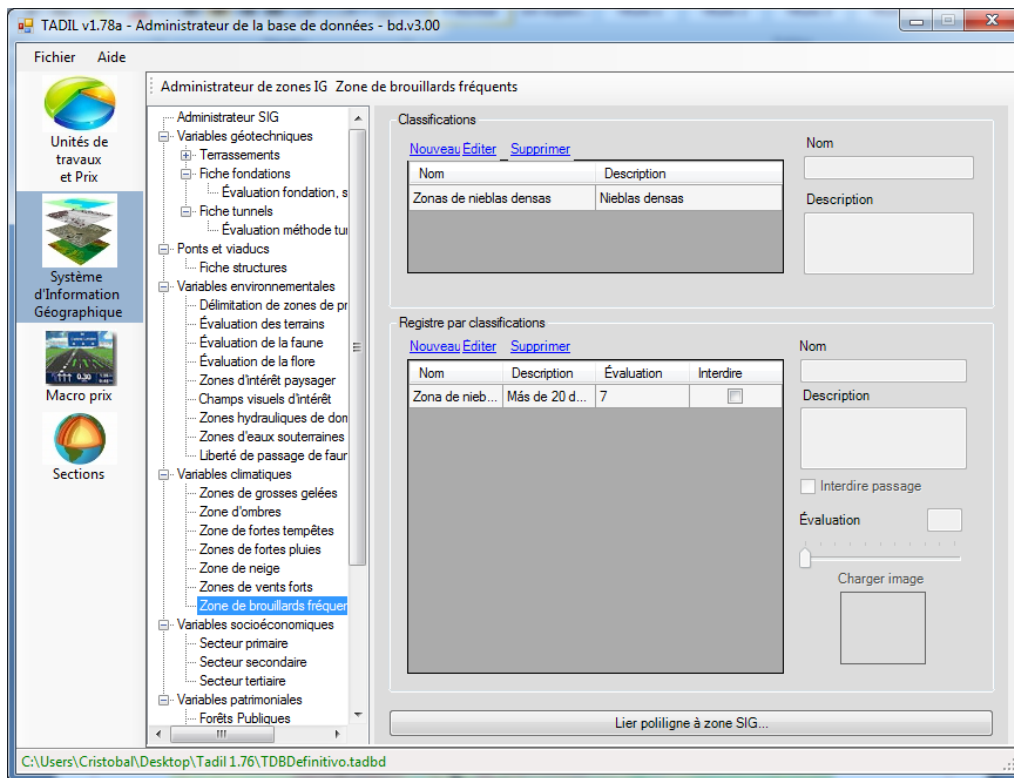 TADIL v1.78a - Administrateur de la base de données - bd.v3.00
Fichier Aide
Administrateur de zones IG Zone de brouillards fréquents
Unités de
travaux
et Prix
Système
d'Information
Géographique
Macro prix
Sections
Administrateur SIG
Variables géotechniques
Terrassements
Fiche fondations
Évaluation fondation, s
Fiche tunnels
Évaluation méthode tu
Ponts et viaducs
Fiche structures
Variables environnementales
Délimitation de zones de pr
Évaluation des terrains
Évaluation de la faune
Évaluation de la flore
Zones d'intérêt paysager
Champs visuels d'intérêt
Zones hydrauliques de dom
Zones d'eaux souterraines
Liberté de passage de faur
Variables climatiques
Zones de grosses gelées
Zone d'ombres
Zone de fortes tempêtes
Zones de fortes pluies
Zone de neige
Zones de vents forts
Zone de brouillards fréquer
Variables socioéconomiques
Secteur primaire
Secteur secondaire
Secteur tertiaire
Variables patrimoniales
Forêts Publiques
Classifications
Nouveau Éditer Supprimer
Nom Description
Zonas de nieblas densas Nieblas densas
Nom
Description
Registre par classifications
Nouveau Éditer Supprimer
Nom Description Évaluation Interdire
Zona de nieb... Más de 20 d... 7
Nom
Description
Interdire passage
Évaluation
Charger image
Lier poliligne à zone SIG...
C:\Users\Cristobal\Desktop\Tadil 1.76\TDBDefinitivo.tadbd